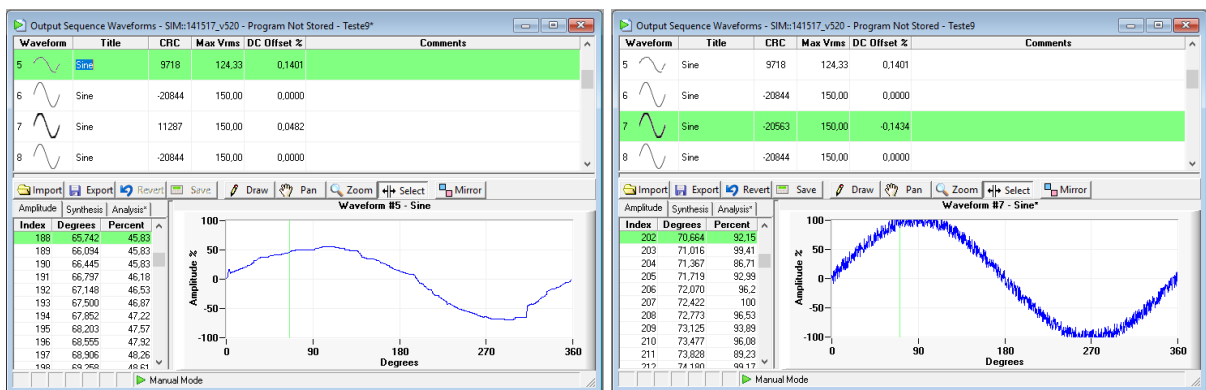 Output Sequence Waveforms - SIM::141517_v520 - Program Not Stored - Teste9*
Waveform Title CRC Max Vrms DC Offset % Comments
5 Sine 9718 124,33 0,1401
6 Sine -20844 150,00 0,0000
7 Sine 11287 150,00 0,0482
8 Sine -20844 150,00 0,0000
Import Export Revert Save Draw Pan Zoom Select Mirror
Amplitude Synthesis Analysis*
Waveform #5 - Sine
Index Degrees Percent
188 65,742 45,83
189 66,094 45,83
190 66,445 45,83
191 66,797 46,18
192 67,148 46,53
193 67,500 46,87
194 67,852 47,22
195 68,203 47,57
196 68,555 47,92
197 68,906 48,26
198 69,258 48,61
Amplitude %
100
50
0
-50
-100
0 90 180 270 360
Degrees
Manual Mode
Output Sequence Waveforms - SIM::141517_v520 - Program Not Stored - Teste9
Waveform Title CRC Max Vrms DC Offset % Comments
5 Sine 9718 124,33 0,1401
6 Sine -20844 150,00 0,0000
7 Sine -20563 150,00 -0,1434
8 Sine -20844 150,00 0,0000
Import Export Revert Save Draw Pan Zoom Select Mirror
Amplitude Synthesis Analysis*
Waveform #7 - Sine*
Index Degrees Percent
202 70,664 92,15
203 71,016 99,41
204 71,367 86,71
205 71,719 92,99
206 72,070 96,2
207 72,422 100
208 72,773 96,53
209 73,125 93,89
210 73,477 96,08
211 73,828 89,23
212 74,180 99,17
Amplitude %
100
50
0
-50
-100
0 90 180 270 360
Degrees
Manual Mode